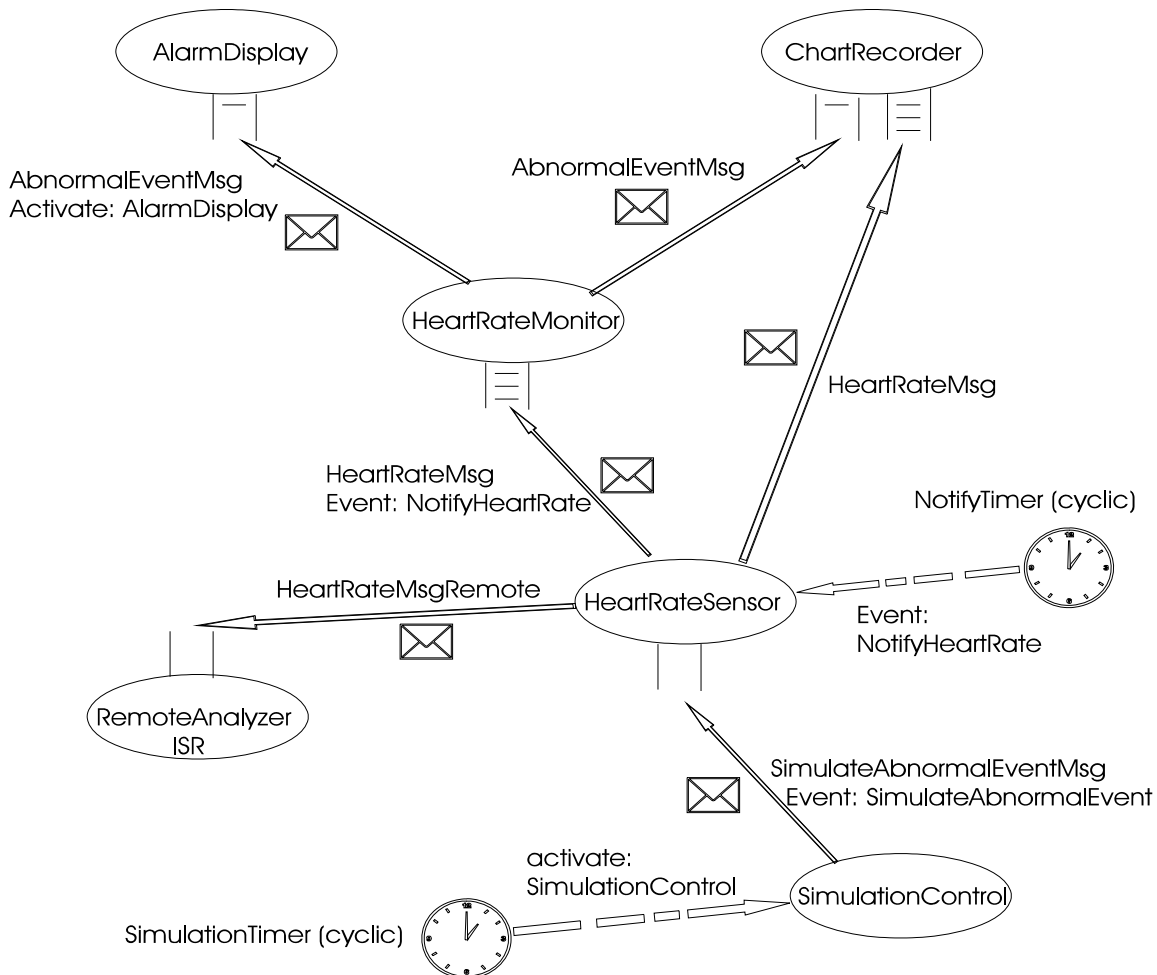 AlarmDisplay
ChartRecorder
AbnormalEventMsg
Activate: AlarmDisplay
AbnormalEventMsg
HeartRateMonitor
HeartRateMsg
HeartRateMsg
Event: NotifyHeartRate
NotifyTimer (cyclic)
HeartRateMsgRemote
HeartRateSensor
Event:
NotifyHeartRate
RemoteAnalyzer
ISR
SimulateAbnormalEventMsg
Event: SimulateAbnormalEvent
activate:
SimulationControl
SimulationControl
SimulationTimer (cyclic)